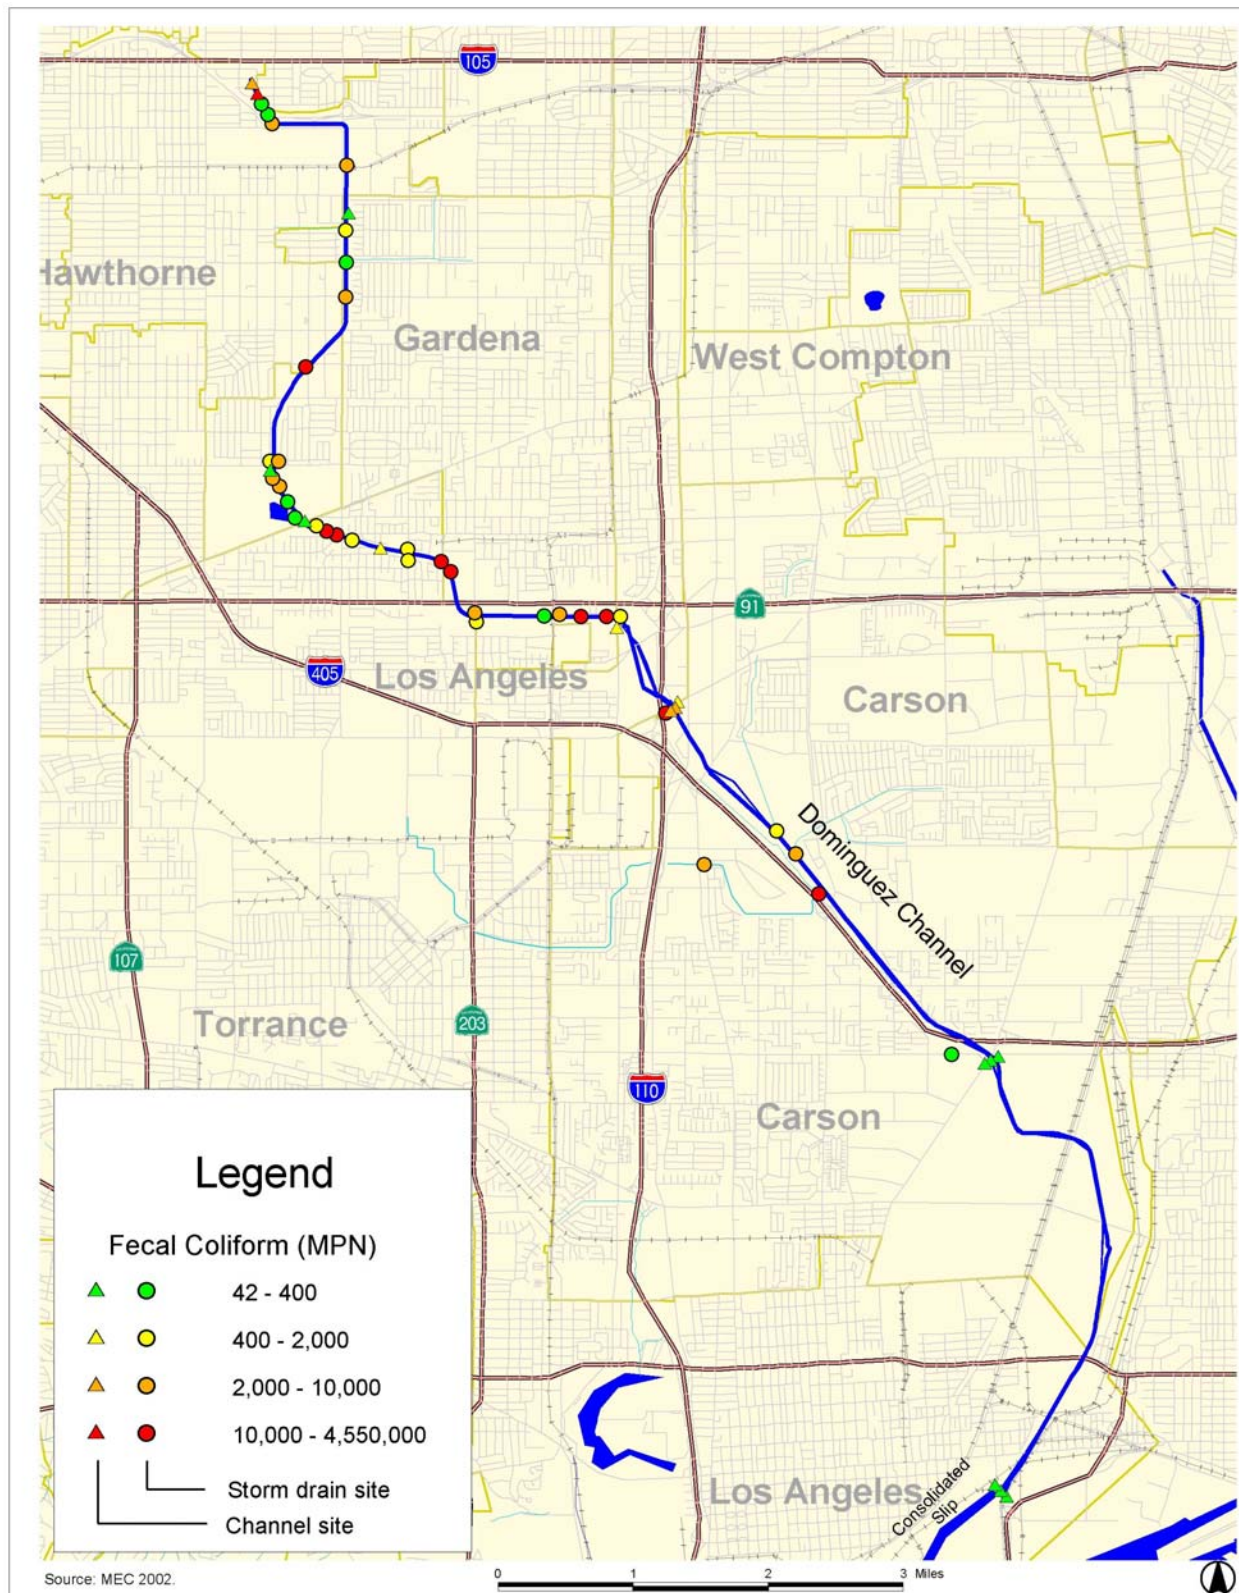 105
Hawthorne
Gardena
West Compton
91
405
Los Angeles
Carson
Dominguez Channel
107
Torrance
203
110
Carson
Legend
Fecal Coliform (MPN)
42 - 400
400 - 2,000
2,000 - 10,000
10,000 - 4,550,000
Storm drain site
Channel site
Los Angeles
Consolidated
Slip
Source: MEC 2002.
0 1 2 3 Miles